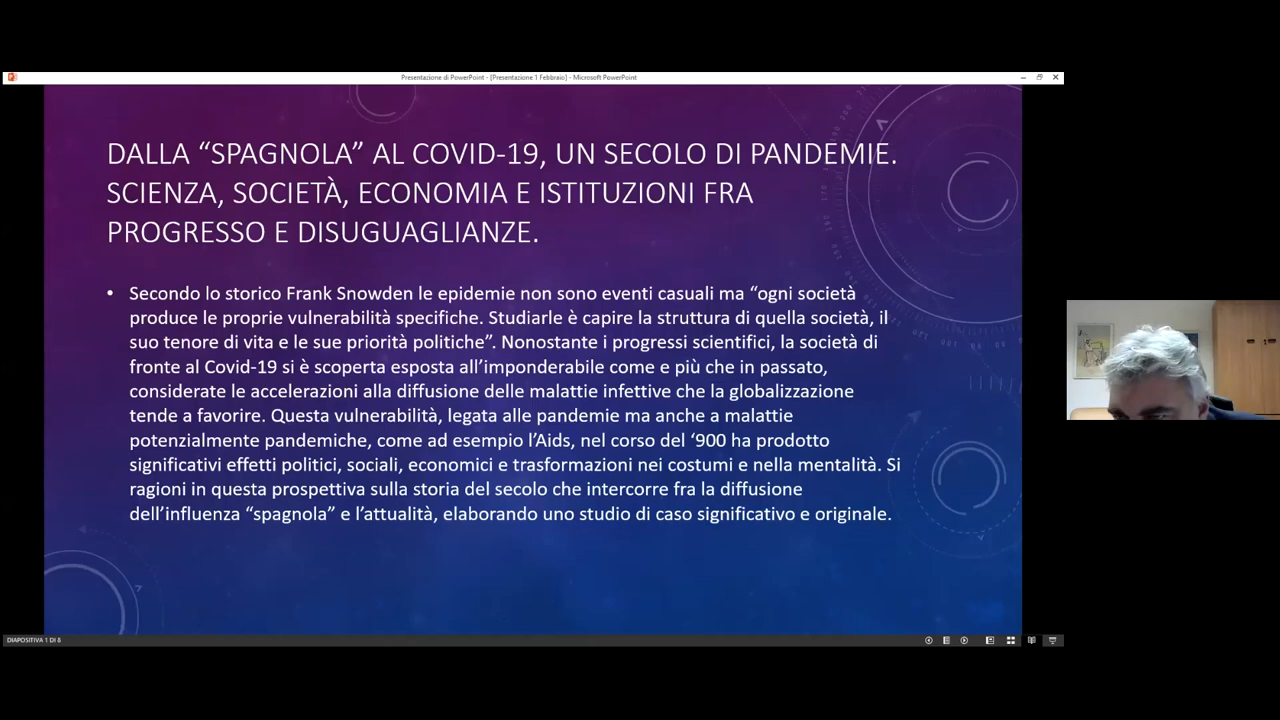 Presentazione di PowerPoint - [Presentazione 1 Febbraio] - Microsoft PowerPoint
DALLA “SPAGNOLA” AL COVID-19, UN SECOLO DI PANDEMIE.
SCIENZA, SOCIETÀ, ECONOMIA E ISTITUZIONI FRA
PROGRESSO E DISUGUAGLIANZE.
• Secondo lo storico Frank Snowden le epidemie non sono eventi casuali ma “ogni società
produce le proprie vulnerabilità specifiche. Studiarle è capire la struttura di quella società, il
suo tenore di vita e le sue priorità politiche”. Nonostante i progressi scientifici, la società di
fronte al Covid-19 si è scoperta esposta all’imponderabile come e più che in passato,
considerate le accelerazioni alla diffusione delle malattie infettive che la globalizzazione
tende a favorire. Questa vulnerabilità, legata alle pandemie ma anche a malattie
potenzialmente pandemiche, come ad esempio l’Aids, nel corso del ‘900 ha prodotto
significativi effetti politici, sociali, economici e trasformazioni nei costumi e nella mentalità. Si
ragioni in questa prospettiva sulla storia del secolo che intercorre fra la diffusione
dell’influenza “spagnola” e l’attualità, elaborando uno studio di caso significativo e originale.
DIAPOSITIVA 1 DI 8